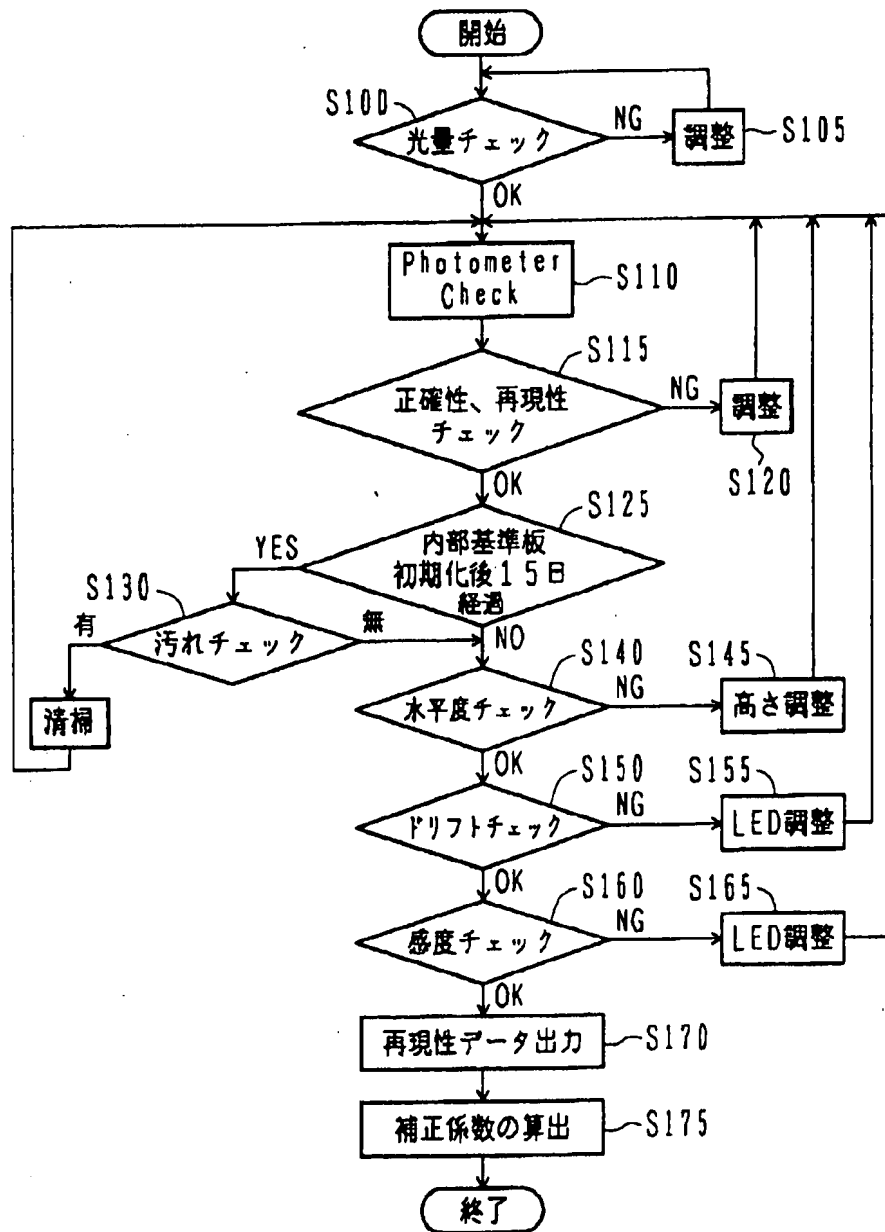 開始
S100
光量チェック
NG
調整
S105
OK
Photometer
Check
S110
S115
正確性、再現性
チェック
NG
調整
S120
OK
S125
YES
内部基準板
初期化後15日
経過
S130
有
汚れチェック
無
NO
清掃
S140
水平度チェック
NG
S145
高さ調整
OK
S150
ドリフトチェック
NG
S155
LED調整
OK
S160
感度チェック
NG
S165
LED調整
OK
再現性データ出力
S170
補正係数の算出
S175
終了